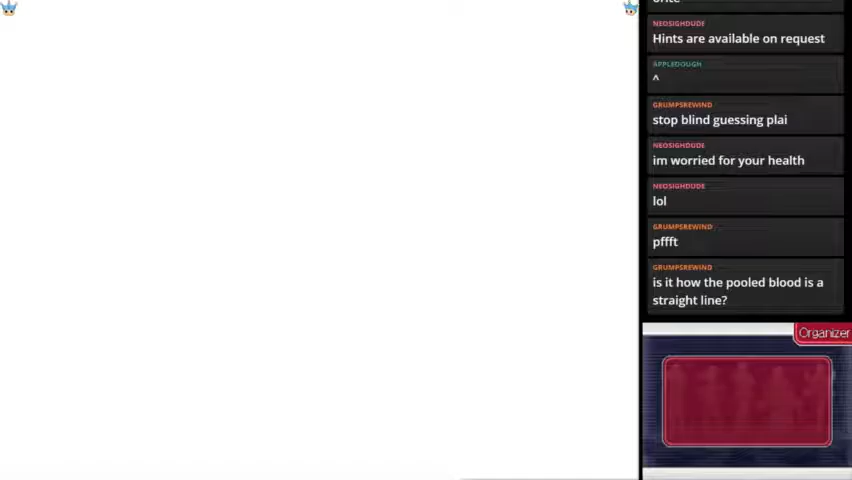 NEOSIGHDUDE
Hints are available on request
APPLEDOUGH
^
GRUMPSREWIND
stop blind guessing plai
NEOSIGHDUDE
im worried for your health
NEOSIGHDUDE
lol
GRUMPSREWIND
pffft
GRUMPSREWIND
is it how the pooled blood is a
straight line?
Organizer